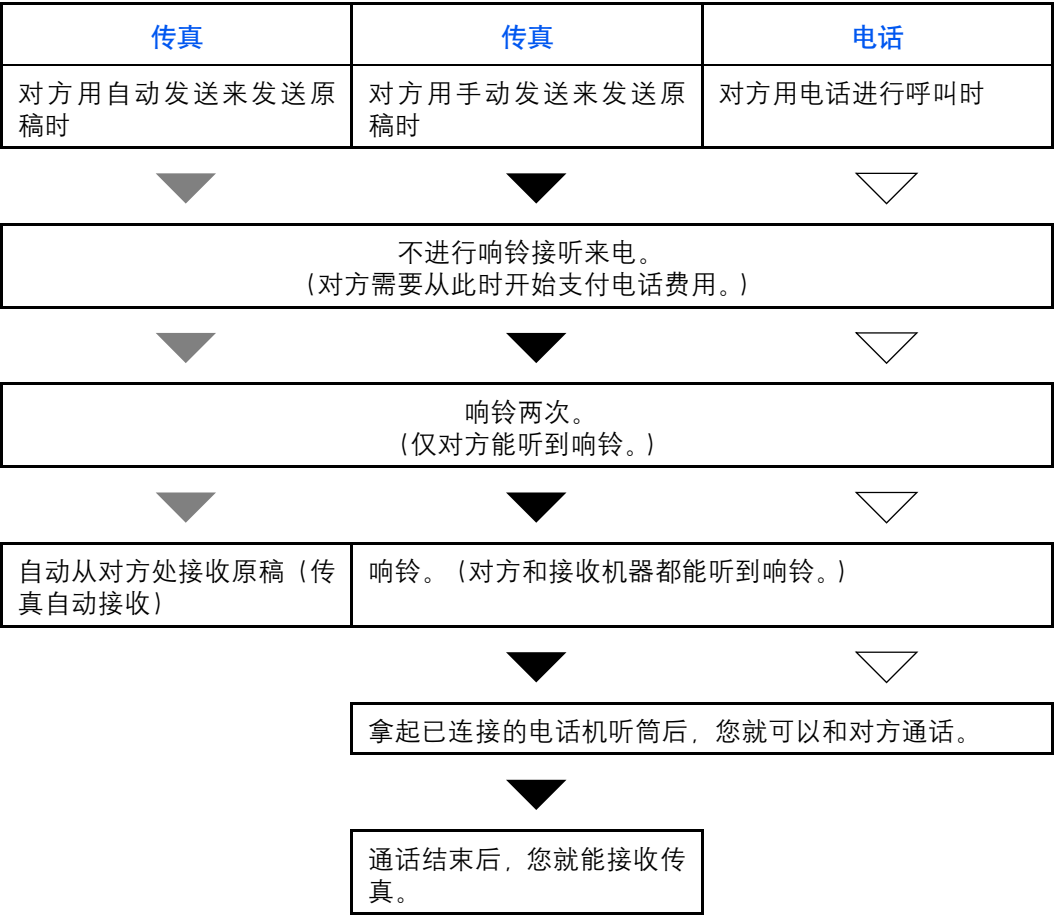 传真
传真
电话
对方用自动发送来发送原
稿时
对方用手动发送来发送原
稿时
对方用电话进行呼叫时
不进行响铃接听来电。
（对方需要从此时开始支付电话费用。）
响铃两次。
（仅对方能听到响铃。）
自动从对方处接收原稿（传
真自动接收）
响铃。（对方和接收机器都能听到响铃。）
拿起已连接的电话机听筒后，您就可以和对方通话。
通话结束后，您就能接收传
真。